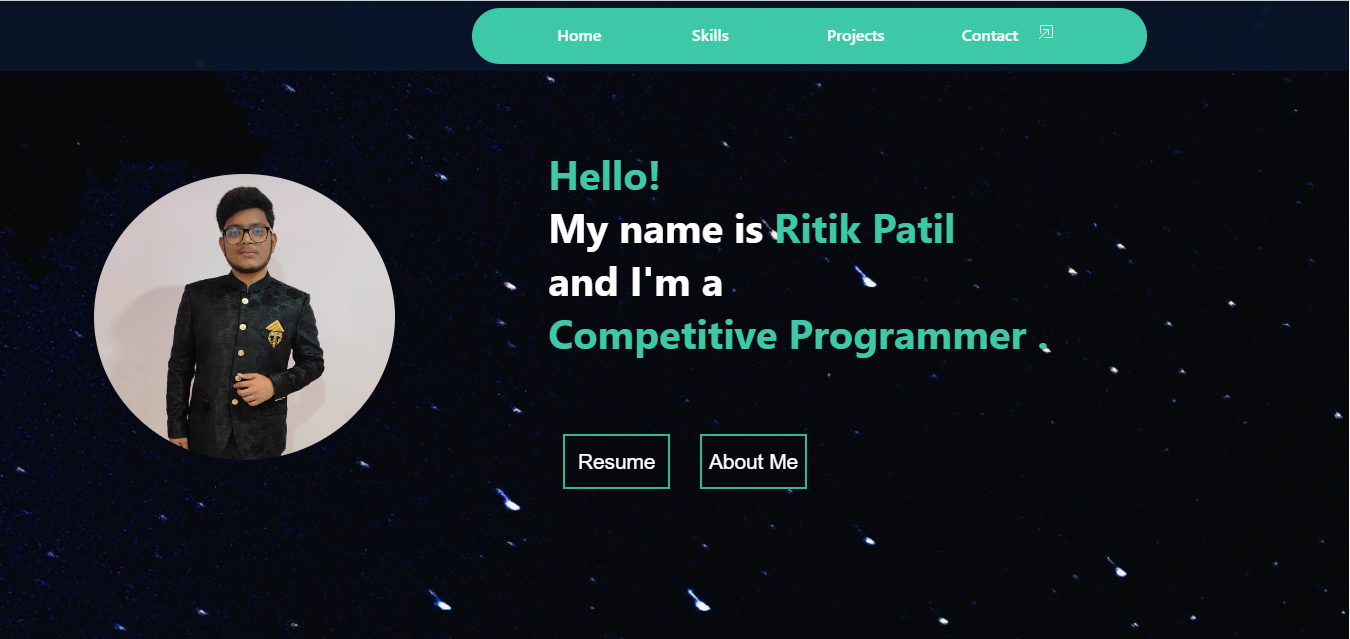 Home Skills Projects Contact
Hello!
My name is Ritik Patil
and I'm a
Competitive Programmer .
Resume About Me